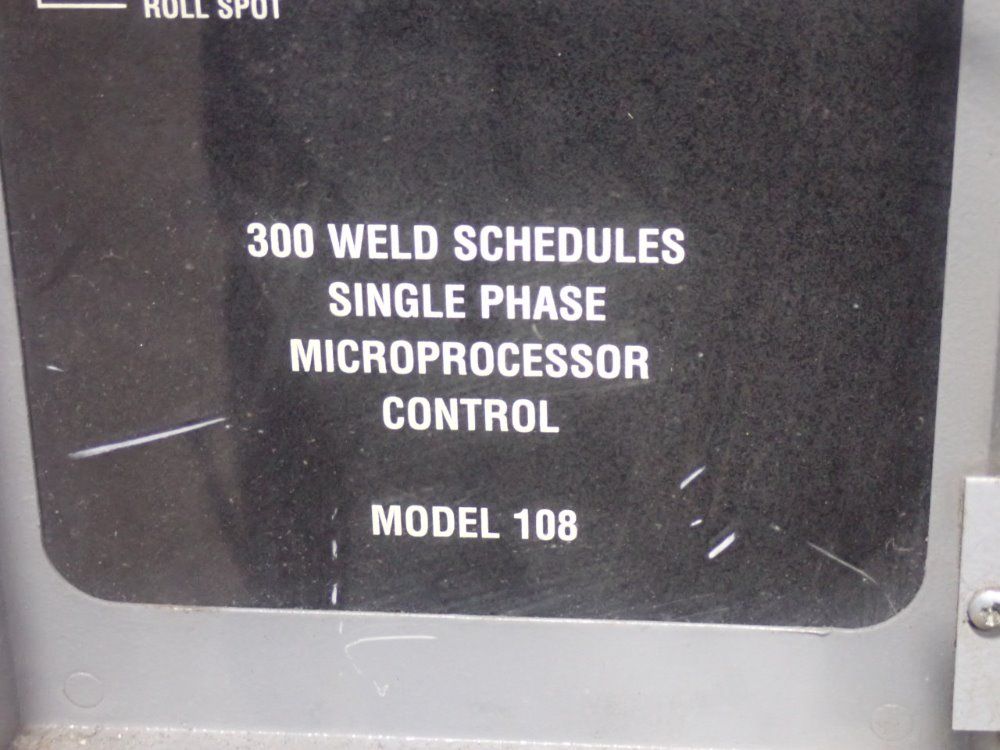 ROLL SPOT
300 WELD SCHEDULES
SINGLE PHASE
MICROPROCESSOR
CONTROL
MODEL 108